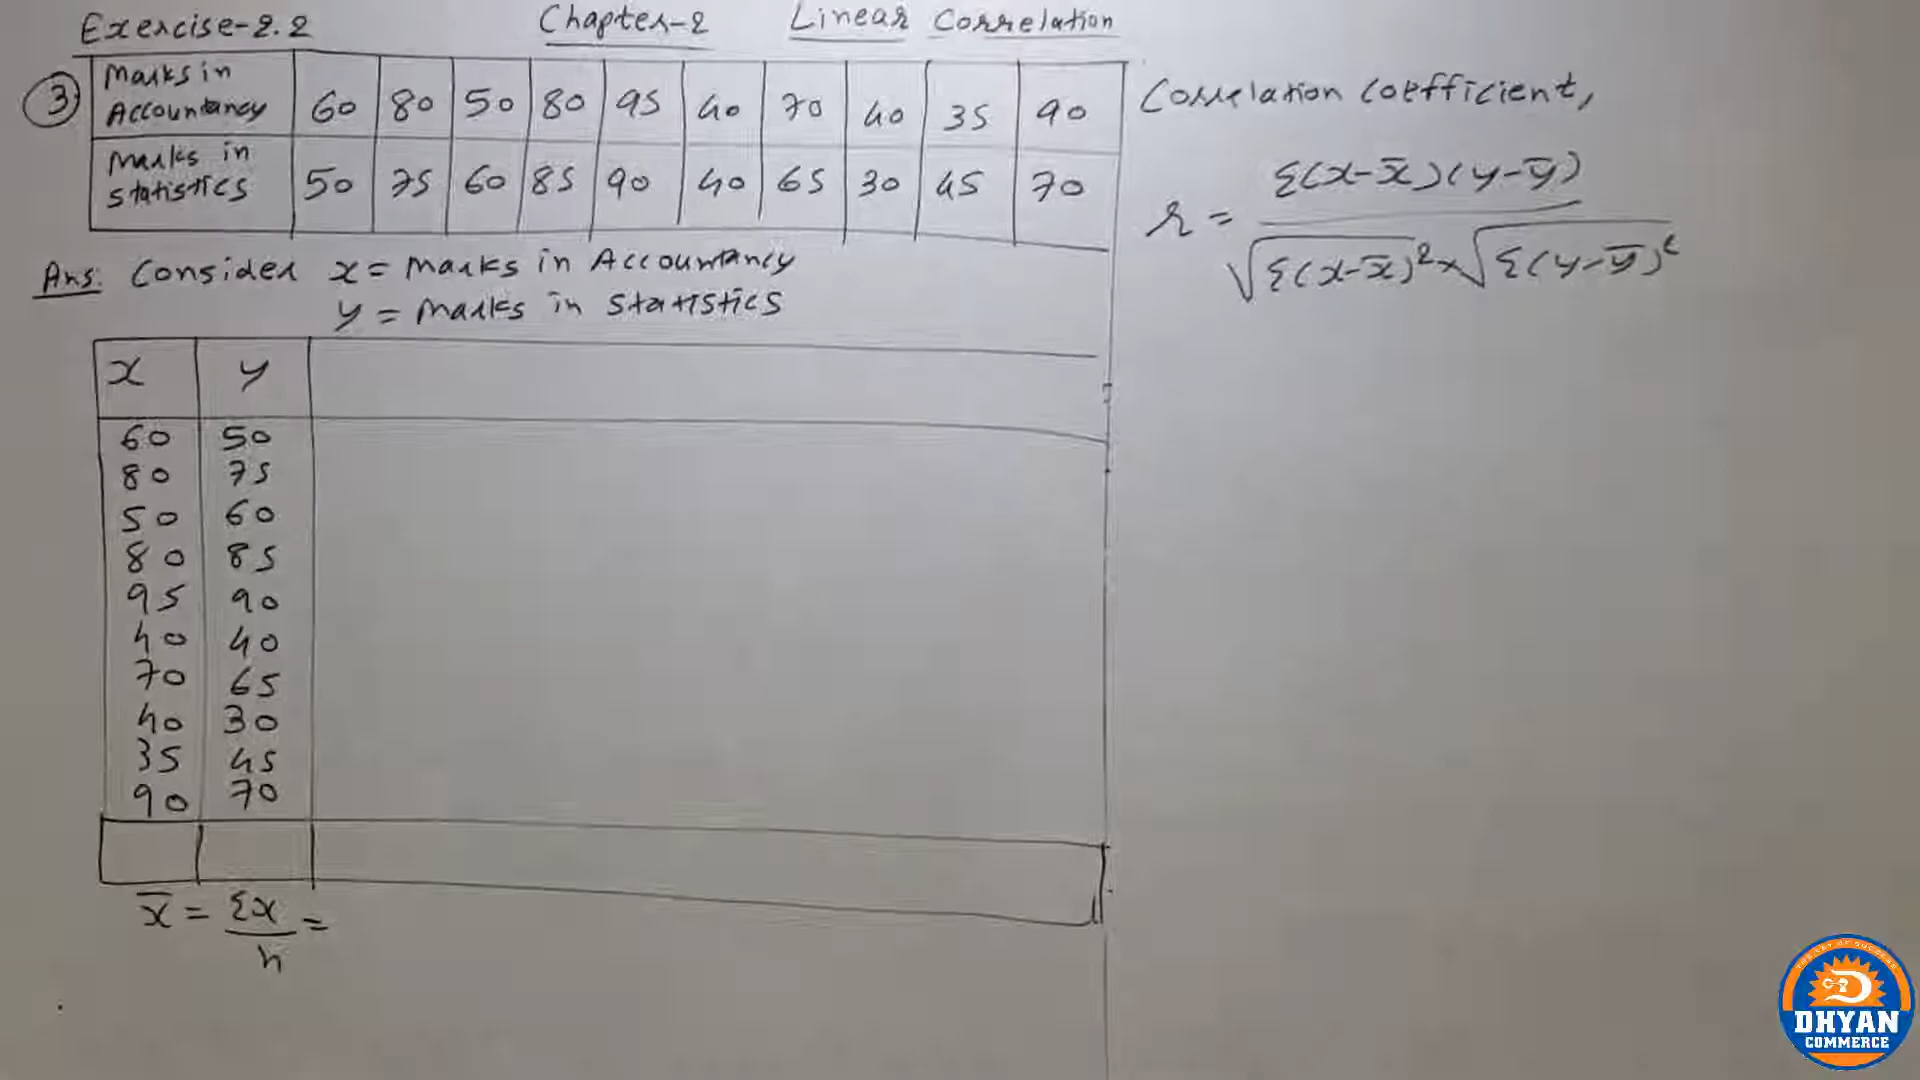 Exercise-2.2 Chapter-2 Linear Correlation
③ Marks in Accountancy 60 80 50 80 95 40 70 40 35 90
Marks in statistics 50 75 60 85 90 40 65 30 45 70
Correlation coefficient,
r = Σ(x-x̄)(y-ȳ) / √Σ(x-x̄)² × √Σ(y-ȳ)²
Ans: Consider x = Marks in Accountancy
y = Marks in Statistics
x y
60 50
80 75
50 60
80 85
95 90
40 40
70 65
40 30
35 45
90 70
x̄ = Σx / n =
DHYAN
COMMERCE